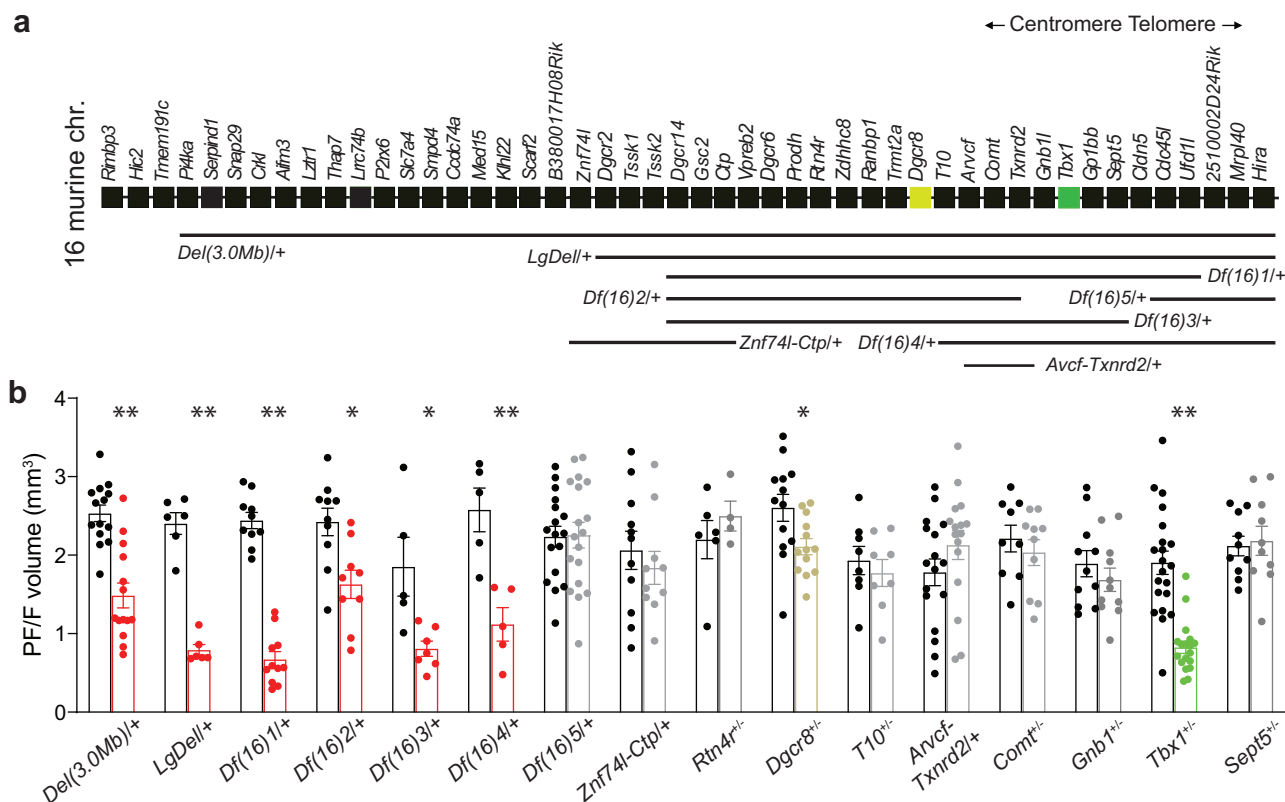 a
← Centromere Telomere →
16 murine chr.
Rimbp3
Hic2
Tmem191c
Pi4ka
Serpind1
Snap29
Crkl
Aifm3
Lztr1
Thap7
Lrrc74b
P2rx6
Slc7a4
Smpd4
Ccdc74a
Med15
Klhl22
Scarf2
B380017H08Rik
Znf74l
Dgcr2
Tssk1
Tssk2
Dgcr14
Gsc2
Ctp
Vpreb2
Dgcr6
Prodh
Rtn4r
Zdhhc8
Ranbp1
Trmt2a
Dgcr8
T10
Arvcf
Comt
Txnrd2
Gnb1l
Tbx1
Gp1bb
Sept5
Cldn5
Cdc45l
Ufd1l
2510002D24Rik
Mrpl40
Hira
Del(3.0Mb)/+
LgDel/+
Df(16)1/+
Df(16)2/+
Df(16)5/+
Df(16)3/+
Znf74l-Ctp/+
Df(16)4/+
Avcf-Txnrd2/+
b
PF/F volume (mm³)
4
3
2
1
0
** ** ** * * ** * **
Del(3.0Mb)/+
LgDel/+
Df(16)1/+
Df(16)2/+
Df(16)3/+
Df(16)4/+
Df(16)5/+
Znf74l-Ctp/+
Rtn4r+/-
Dgcr8+/-
T10+/-
Arvcf-
Txnrd2/+
Comt+/-
Gnb1+/-
Tbx1+/-
Sept5+/-